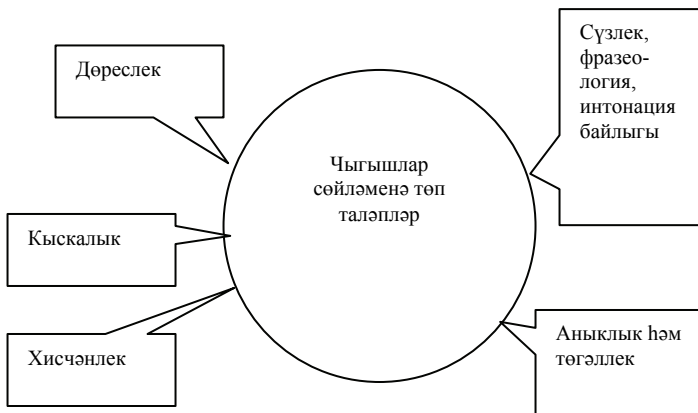 Дөреслек
Сүзлек,
фразео-
логия,
интонация
байлыгы
Чыгышлар
сөйләменә төп
таләпләр
Кыскалык
Хисчәнлек
Аныклык һәм
төгәллек